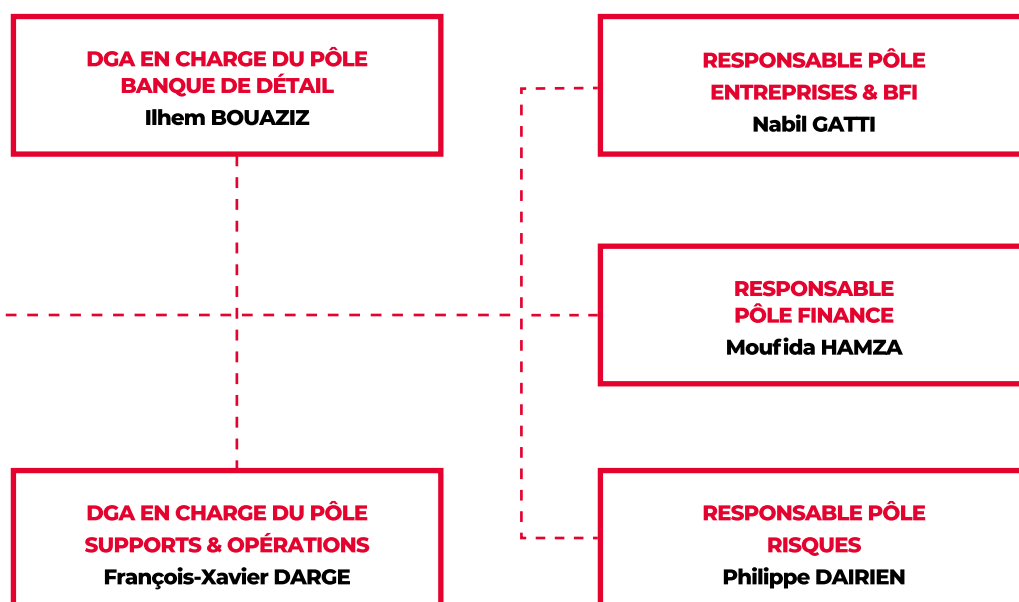 DGA EN CHARGE DU PÔLE
BANQUE DE DÉTAIL
Ilhem BOUAZIZ
RESPONSABLE PÔLE
ENTREPRISES & BFI
Nabil GATTI
RESPONSABLE
PÔLE FINANCE
Moufida HAMZA
DGA EN CHARGE DU PÔLE
SUPPORTS & OPÉRATIONS
François-Xavier DARGE
RESPONSABLE PÔLE
RISQUES
Philippe DAIRIEN